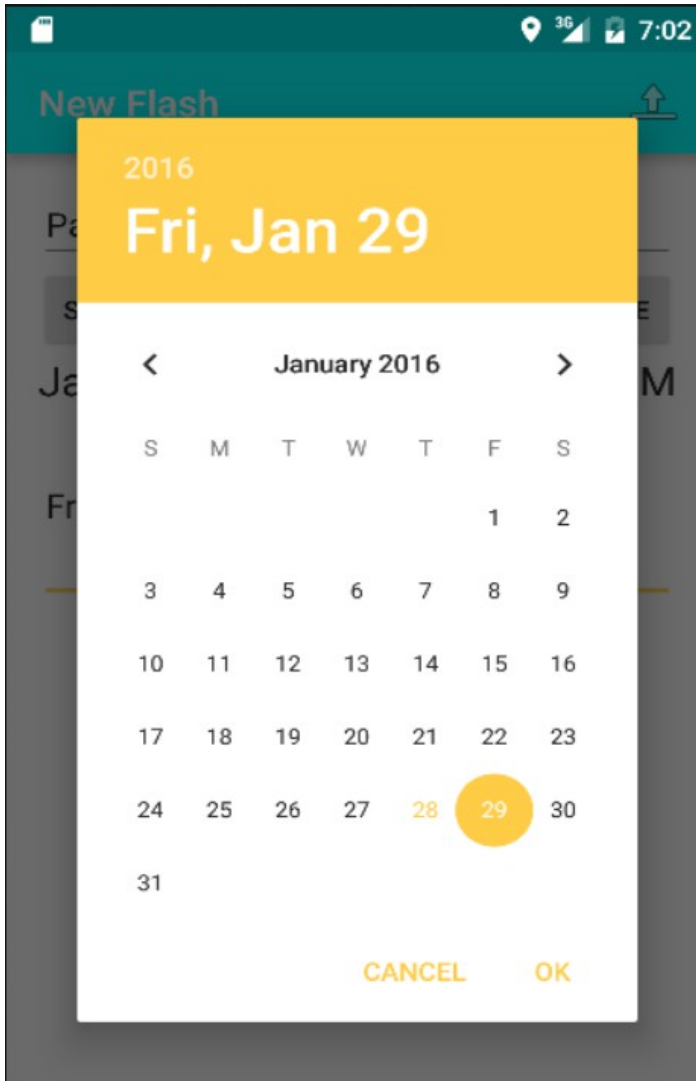 3G 7:02
New Flash
2016
Fri, Jan 29
January 2016
S M T W T F S
1 2
3 4 5 6 7 8 9
10 11 12 13 14 15 16
17 18 19 20 21 22 23
24 25 26 27 28 29 30
31
CANCEL OK